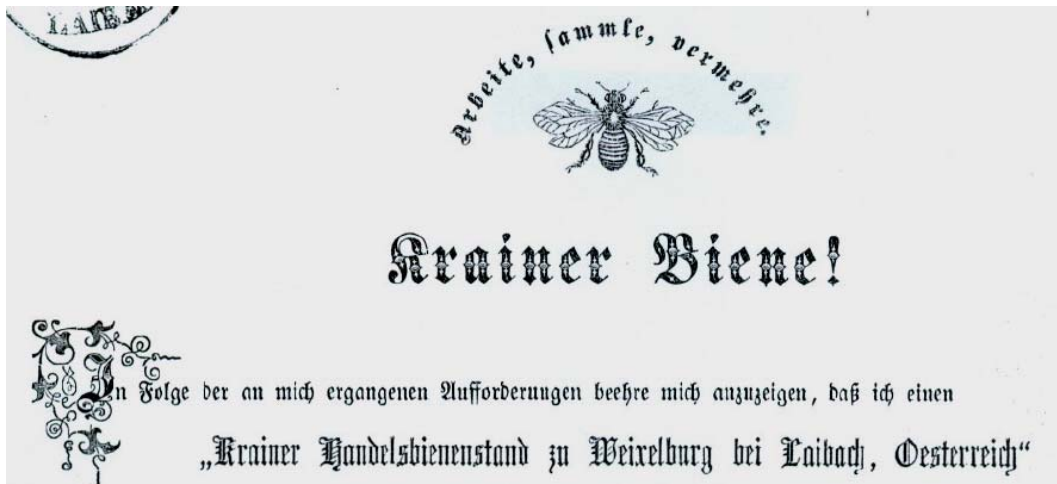 LAIB
Arbeite, sammle, vermehre.
Krainer Biene!
In Folge der an mich ergangenen Aufforderungen beehre mich anzuzeigen, daß ich einen
„Krainer Handelsbienenstand zu Weixelburg bei Laibach, Oesterreich“